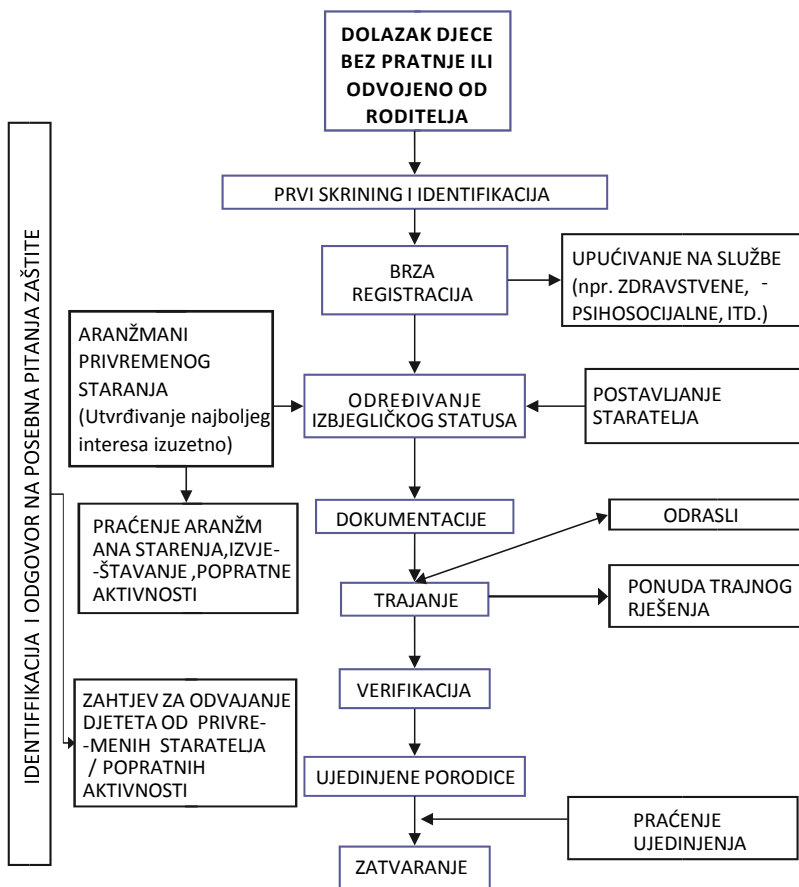 DOLAZAK DJECE
BEZ PRATNJE ILI
ODVOJENO OD
RODITELJA
PRVI SKRINING I IDENTIFIKACIJA
BRZA
REGISTRACIJA
UPUĆIVANJE NA SLUŽBE
(npr. ZDRAVSTVENE, -
PSIHOSOCIJALNE, ITD.)
ARANŽMANI
PRIVREMENOG
STARANJA
(Utvrđivanje najboljeg
interesa izuzetno)
ODREĐIVANJE
IZBJEGLIČKOG STATUSA
POSTAVLJANJE
STARATELJA
PRAĆENJE ARANŽM
ANA STARENJA,IZVJE-
-ŠTAVANJE ,POPRATNE
AKTIVNOSTI
DOKUMENTACIJE
ODRASLI
TRAJANJE
PONUDA TRAJNOG
RJEŠENJA
VERIFIKACIJA
ZAHTJEV ZA ODVAJANJE
DJETETA OD PRIVRE-
-MENIH STARATELJA
/ POPRATNIH
AKTIVNOSTI
UJEDINJENE PORODICE
PRAĆENJE
UJEDINJENJA
ZATVARANJE
IDENTIFFIKACIJA I ODGOVOR NA POSEBNA PITANJA ZAŠTITE